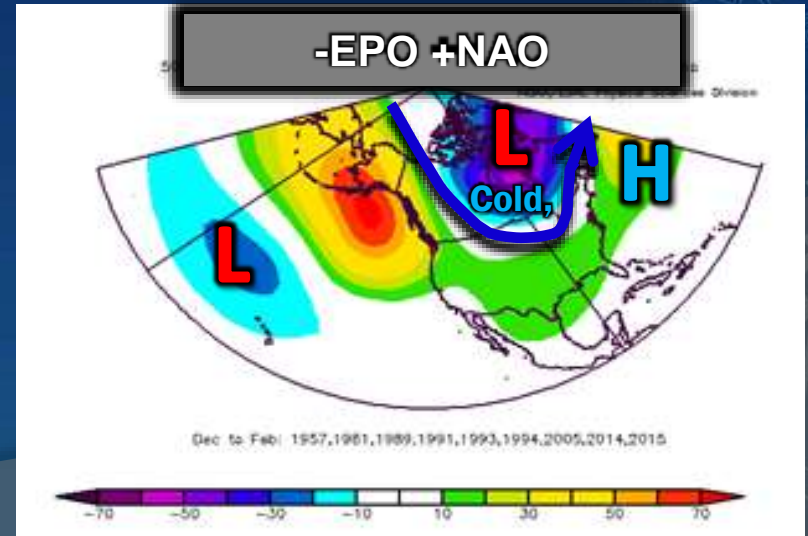 -EPO +NAO
L
Cold,
H
L
Dec to Feb: 1957,1981,1989,1991,1993,1994,2005,2014,2015
-70 -50 -30 -10 10 30 50 70